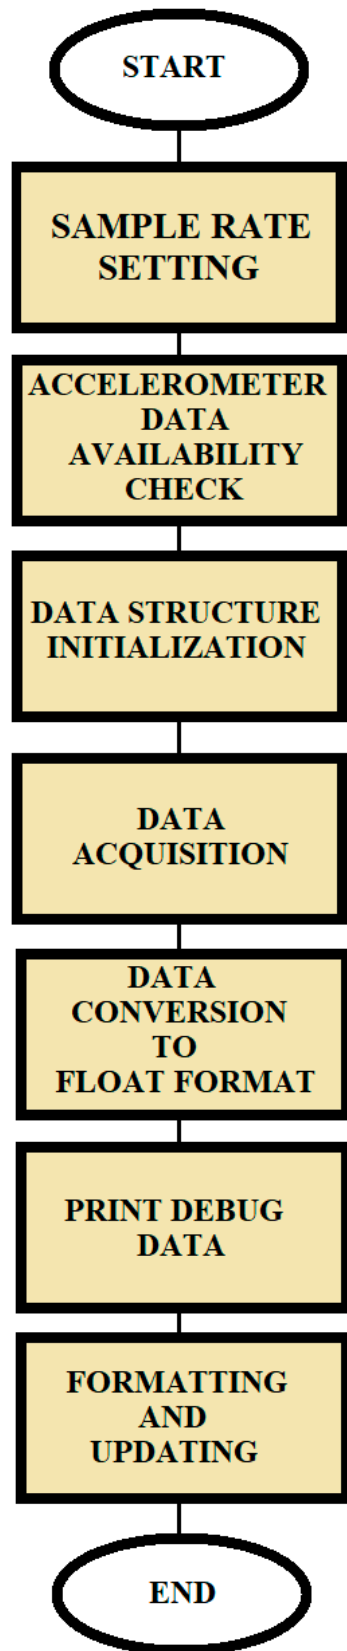 START
SAMPLE RATE
SETTING
ACCELEROMETER
DATA
AVAILABILITY
CHECK
DATA STRUCTURE
INITIALIZATION
DATA
ACQUISITION
DATA
CONVERSION
TO
FLOAT FORMAT
PRINT DEBUG
DATA
FORMATTING
AND
UPDATING
END